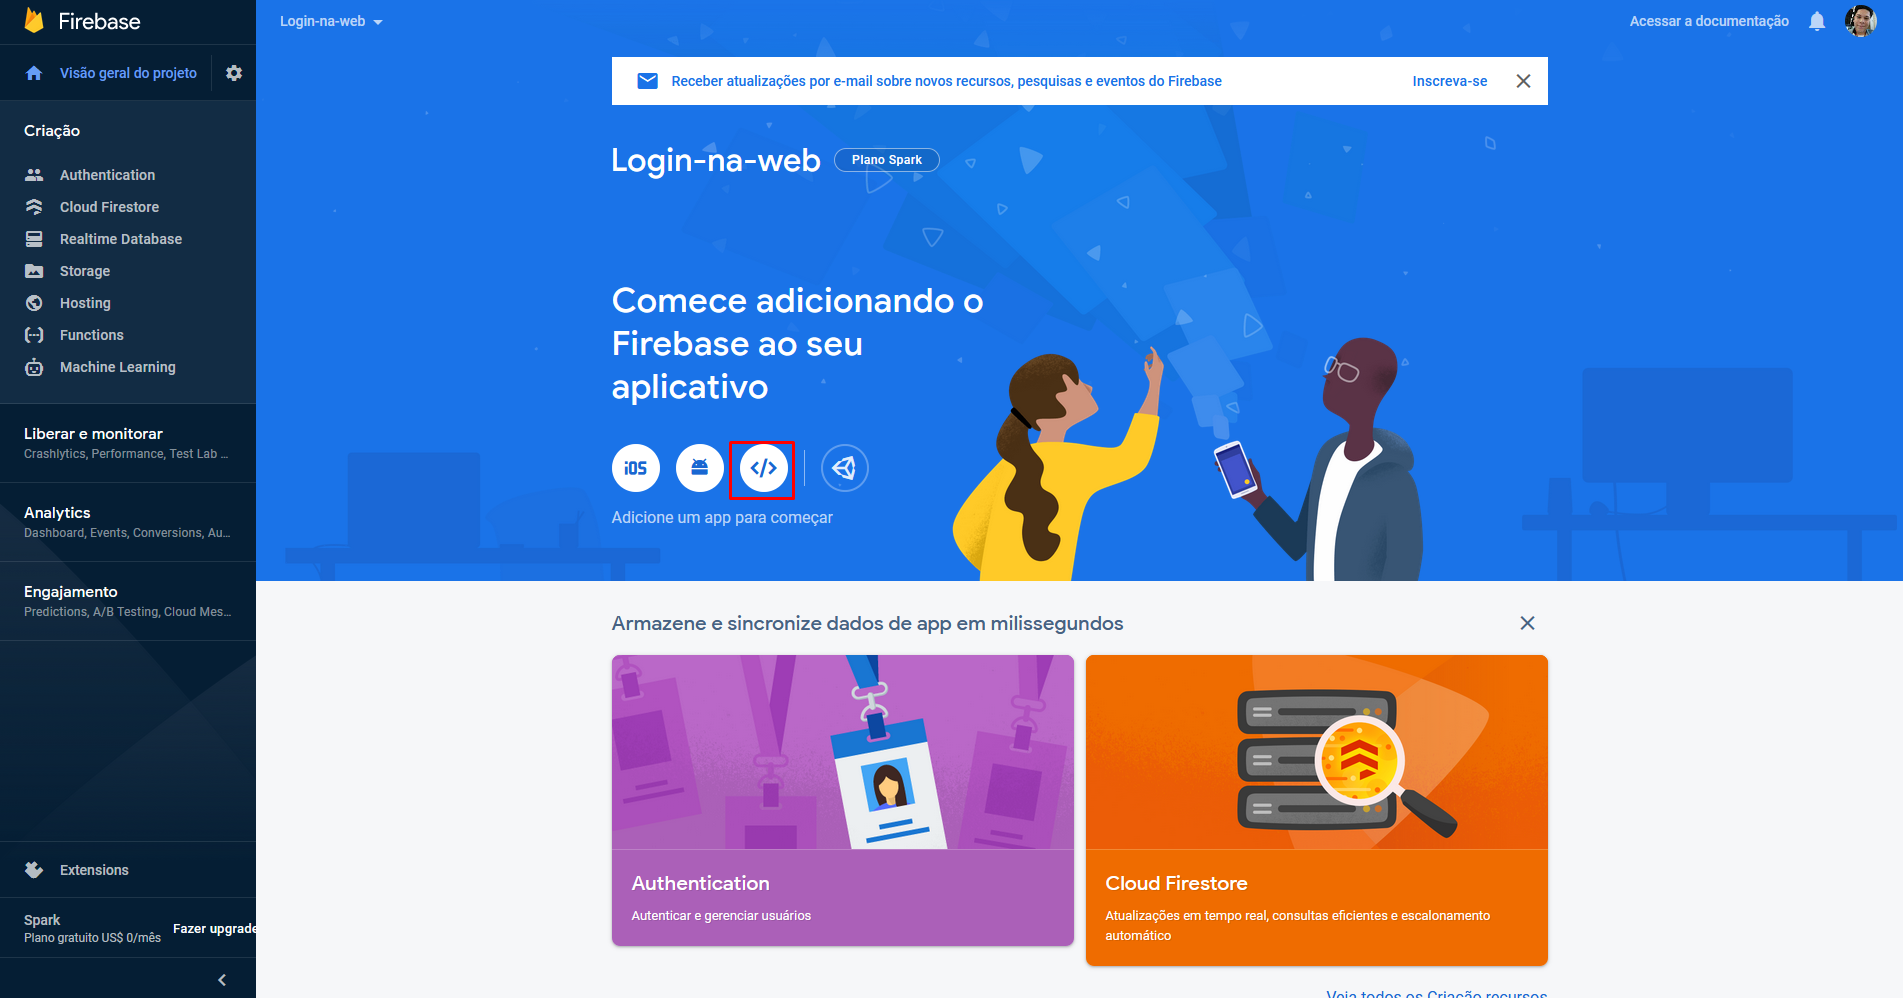 Firebase
Visão geral do projeto
Criação
Authentication
Cloud Firestore
Realtime Database
Storage
Hosting
Functions
Machine Learning
Liberar e monitorar
Crashlytics, Performance, Test Lab ...
Analytics
Dashboard, Events, Conversions, Au...
Engajamento
Predictions, A/B Testing, Cloud Mes...
Extensions
Spark
Plano gratuito US$ 0/mês
Fazer upgrade
Login-na-web
Acessar a documentação
Receber atualizações por e-mail sobre novos recursos, pesquisas e eventos do Firebase
Inscreva-se
Login-na-web
Plano Spark
Comece adicionando o
Firebase ao seu
aplicativo
iOS
</>
Adicione um app para começar
Armazene e sincronize dados de app em milissegundos
Authentication
Autenticar e gerenciar usuários
Cloud Firestore
Atualizações em tempo real, consultas eficientes e escalonamento
automático
Veja todos os Criação recursos